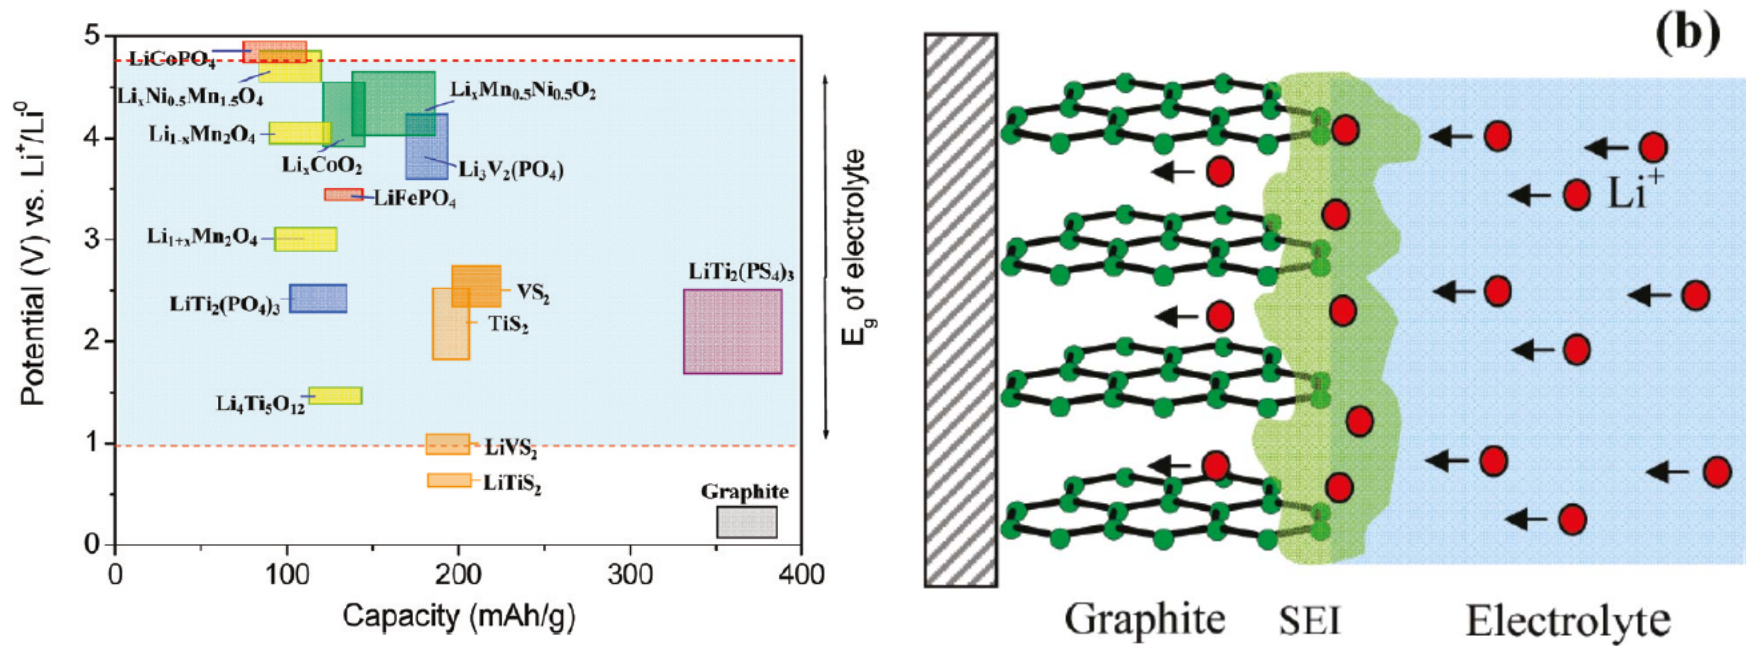 5
4
3
2
1
0
0
100
200
300
400
Potential (V) vs. Li⁺/Li⁰
Capacity (mAh/g)
E₉ of electrolyte
LiCoPO₄
LiₓNi₀.₅Mn₁.₅O₄
Li₁₋ₓMn₂O₄
LiₓCoO₂
LiₓMn₀.₅Ni₀.₅O₂
Li₃V₂(PO₄)
LiFePO₄
Li₁₊ₓMn₂O₄
LiTi₂(PO₄)₃
VS₂
TiS₂
LiTi₂(PS₄)₃
Li₄Ti₅O₁₂
LiVS₂
LiTiS₂
Graphite
(b)
Li⁺
Graphite
SEI
Electrolyte